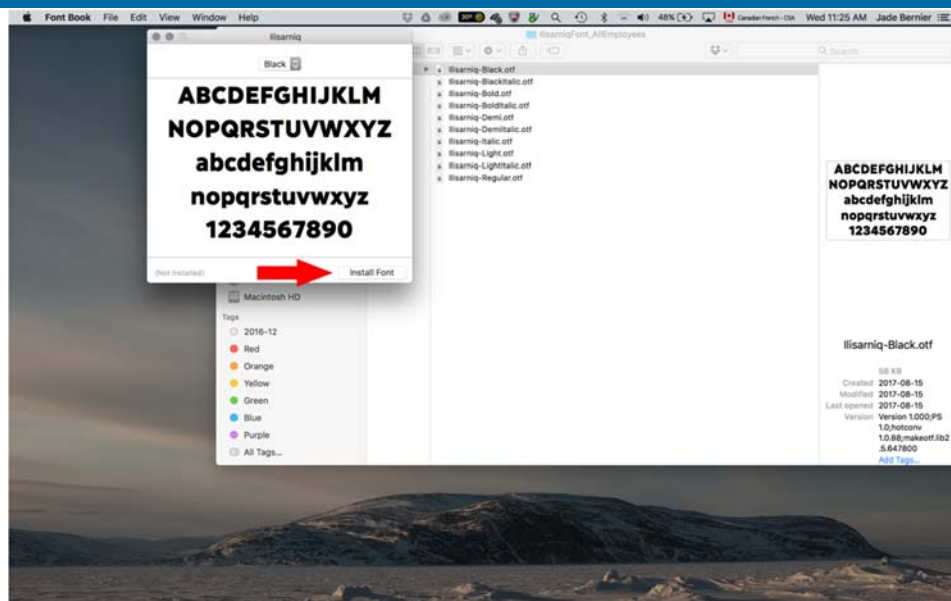 Font Book File Edit View Window Help
30° 48% Canadian French - CSA Wed 11:25 AM Jade Bernier
Ilisarniq
Black
ABCDEFGHIJKLM
NOPQRSTUVWXYZ
abcdefghijklm
nopqrstuvwxyz
1234567890
(Not Installed)
Install Font
IlisarniqFont_AllEmployees
Search
Ilisarniq-Black.otf
Ilisarniq-BlackItalic.otf
Ilisarniq-Bold.otf
Ilisarniq-BoldItalic.otf
Ilisarniq-Demi.otf
Ilisarniq-DemiItalic.otf
Ilisarniq-Italic.otf
Ilisarniq-Light.otf
Ilisarniq-LightItalic.otf
Ilisarniq-Regular.otf
Macintosh HD
Tags
2016-12
Red
Orange
Yellow
Green
Blue
Purple
All Tags...
ABCDEFGHIJKLM
NOPQRSTUVWXYZ
abcdefghijklm
nopqrstuvwxyz
1234567890
Ilisarniq-Black.otf
58 KB
Created 2017-08-15
Modified 2017-08-15
Last opened 2017-08-15
Version Version 1.000;PS
1.0;hotconv
1.0.88;makeotf.lib2
.5.647800
Add Tags...